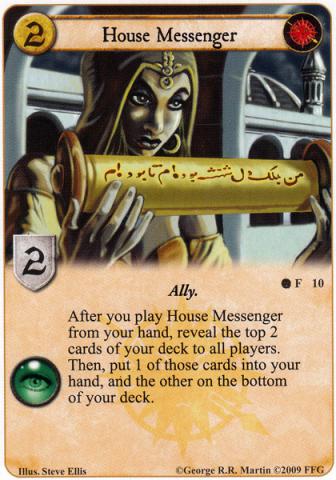 2
House Messenger
من بلك
2
F 10
Ally.
After you play House Messenger
from your hand, reveal the top 2
cards of your deck to all players.
Then, put 1 of those cards into your
hand, and the other on the bottom
of your deck.
Illus. Steve Ellis
©George R.R. Martin ©2009 FFG